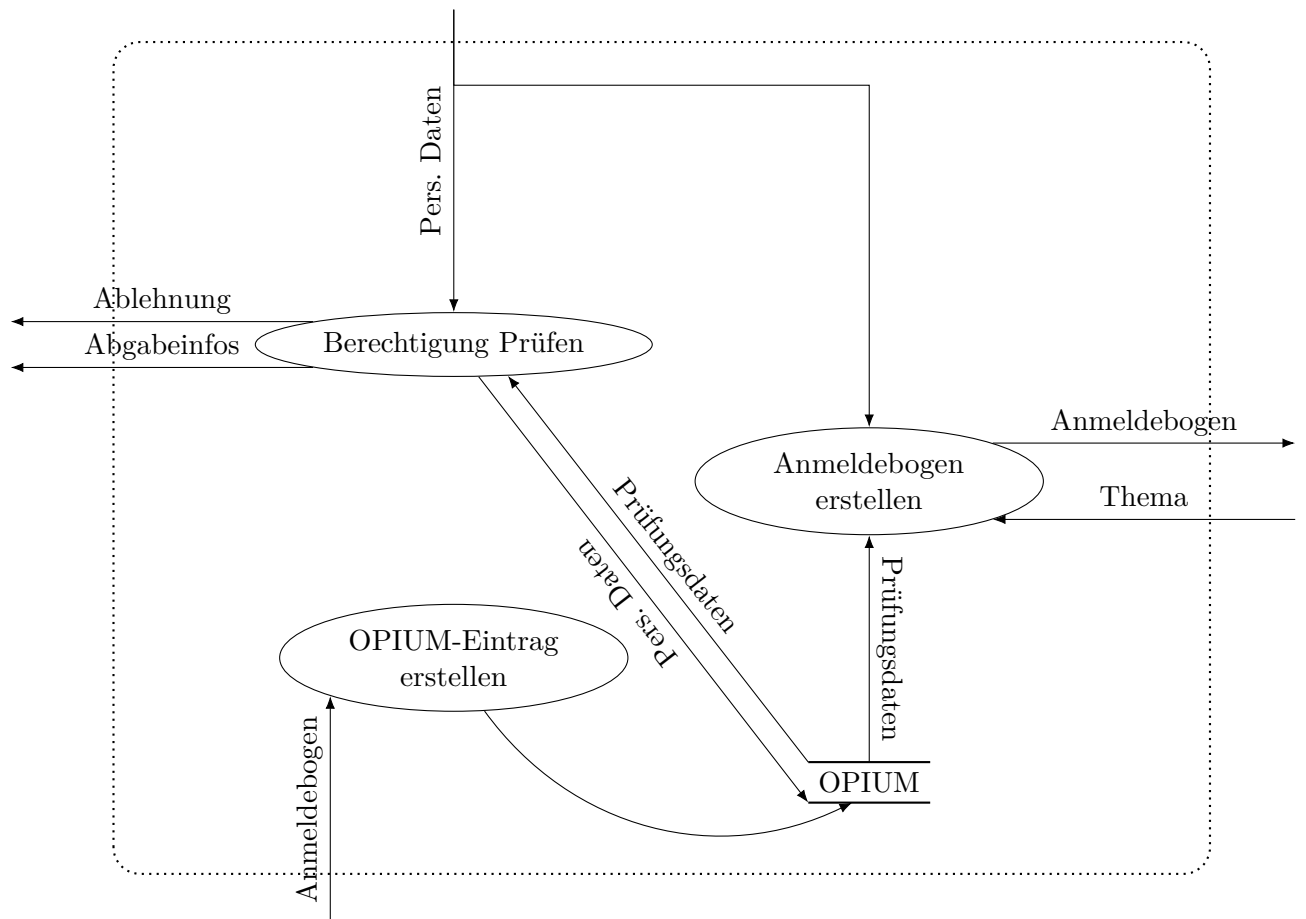 Pers. Daten
Ablehnung
Abgabeinfos
Berechtigung Prüfen
Anmeldebogen
Anmeldebogen
erstellen
Thema
Prüfungsdaten
Pers. Daten
Prüfungsdaten
OPIUM-Eintrag
erstellen
Anmeldebogen
OPIUM